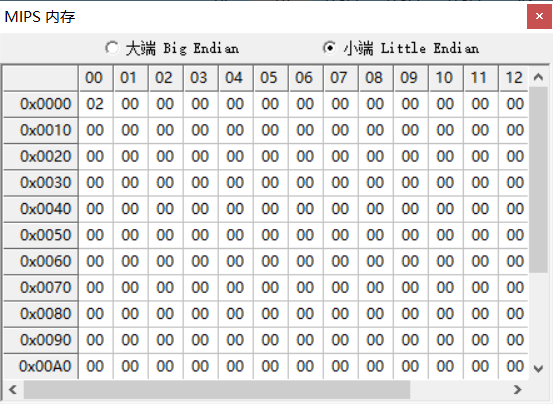 MIPS 内存
大端 Big Endian 小端 Little Endian
00 01 02 03 04 05 06 07 08 09 10 11 12
0x0000 02 00 00 00 00 00 00 00 00 00 00 00 00
0x0010 00 00 00 00 00 00 00 00 00 00 00 00 00
0x0020 00 00 00 00 00 00 00 00 00 00 00 00 00
0x0030 00 00 00 00 00 00 00 00 00 00 00 00 00
0x0040 00 00 00 00 00 00 00 00 00 00 00 00 00
0x0050 00 00 00 00 00 00 00 00 00 00 00 00 00
0x0060 00 00 00 00 00 00 00 00 00 00 00 00 00
0x0070 00 00 00 00 00 00 00 00 00 00 00 00 00
0x0080 00 00 00 00 00 00 00 00 00 00 00 00 00
0x0090 00 00 00 00 00 00 00 00 00 00 00 00 00
0x00A0 00 00 00 00 00 00 00 00 00 00 00 00 00